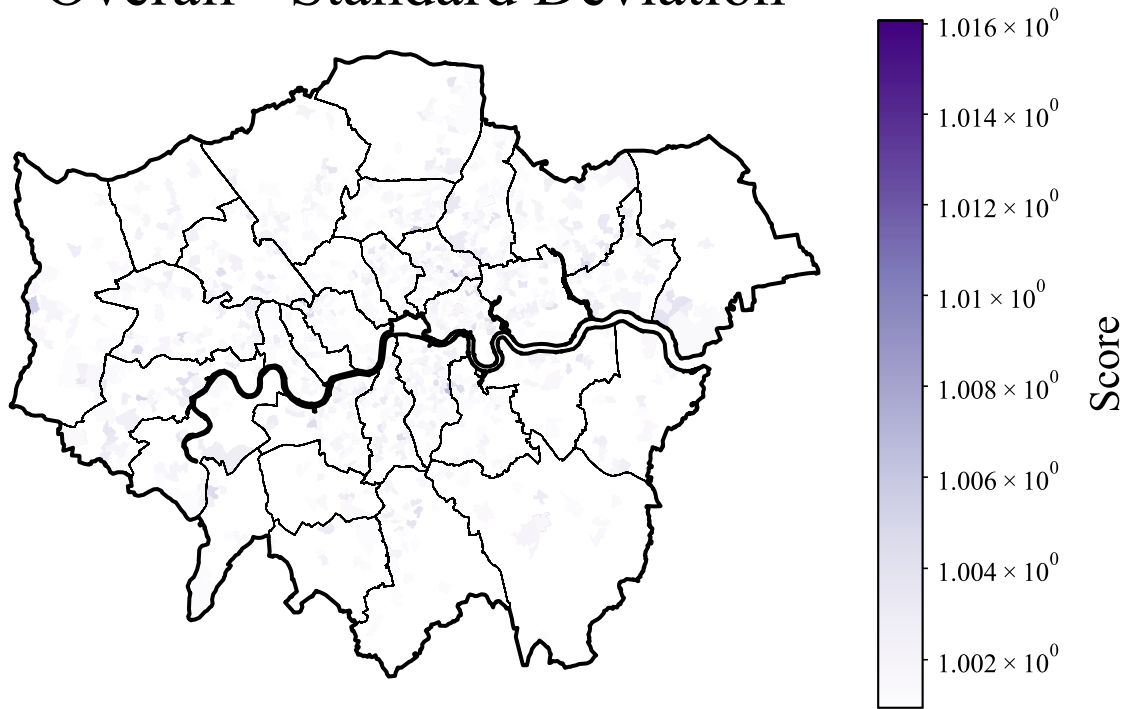 Overall - Standard Deviation
1.016 × 10⁰
1.014 × 10⁰
1.012 × 10⁰
1.01 × 10⁰
1.008 × 10⁰
1.006 × 10⁰
1.004 × 10⁰
1.002 × 10⁰
Score